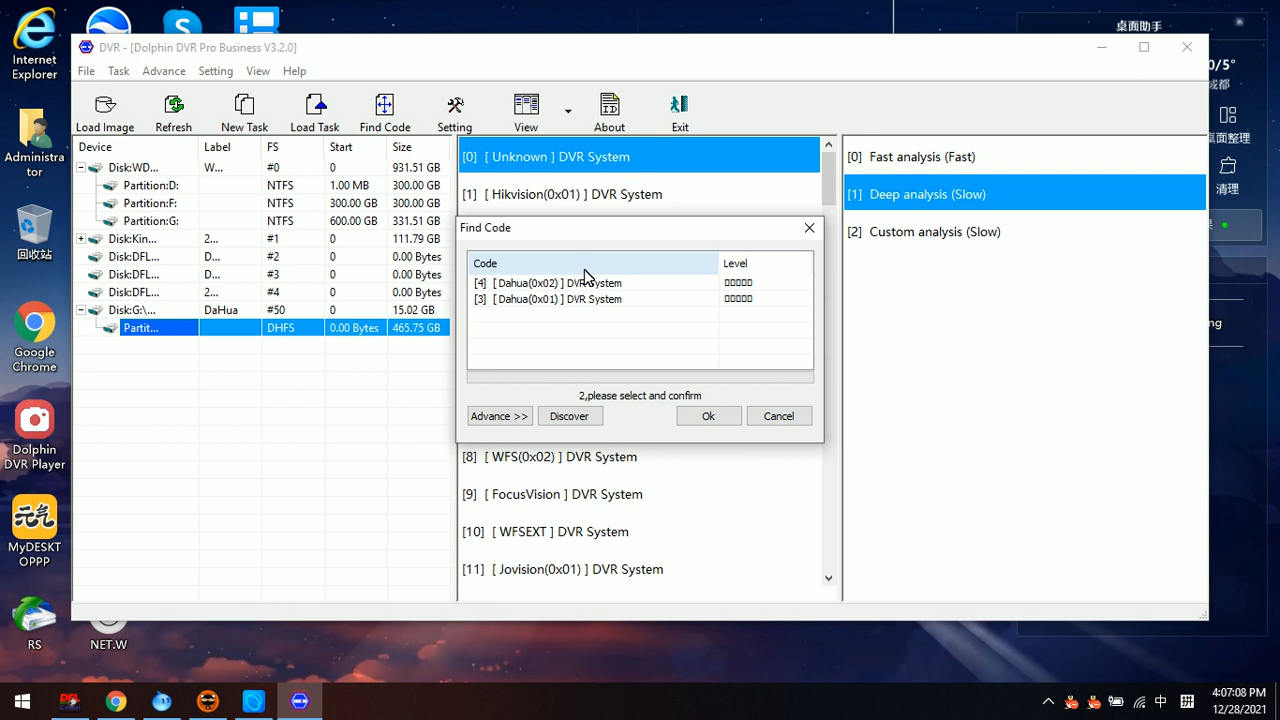 Internet
Explorer
Administra
tor
回收站
Google
Chrome
Dolphin
DVR Player
元气
MyDESKT
OPPP
RS
NET.W
DVR - [Dolphin DVR Pro Business V3.2.0]
File Task Advance Setting View Help
Load Image Refresh New Task Load Task Find Code Setting View About Exit
Device Label FS Start Size
Disk:WD... W... #0 0 931.51 GB
Partition:D: NTFS 1.00 MB 300.00 GB
Partition:F: NTFS 300.00 GB 300.00 GB
Partition:G: NTFS 600.00 GB 331.51 GB
Disk:Kin... 2... #1 0 111.79 GB
Disk:DFL... D... #2 0 0.00 Bytes
Disk:DFL... D... #3 0 0.00 Bytes
Disk:DFL... 2... #4 0 0.00 Bytes
Disk:G:\... DaHua #50 0 15.02 GB
Partit... DHFS 0.00 Bytes 465.75 GB
[0] [ Unknown ] DVR System
[1] [ Hikvision(0x01) ] DVR System
Find Code
Code Level
[4] [ Dahua(0x02) ] DVR System
[3] [ Dahua(0x01) ] DVR System
2,please select and confirm
Advance >> Discover Ok Cancel
[8] [ WFS(0x02) ] DVR System
[9] [ FocusVision ] DVR System
[10] [ WFSEXT ] DVR System
[11] [ Jovision(0x01) ] DVR System
[0] Fast analysis (Fast)
[1] Deep analysis (Slow)
[2] Custom analysis (Slow)
桌面助手
0/5°
成都
桌面整理
清理
ng
中 拼
4:07:08 PM
12/28/2021